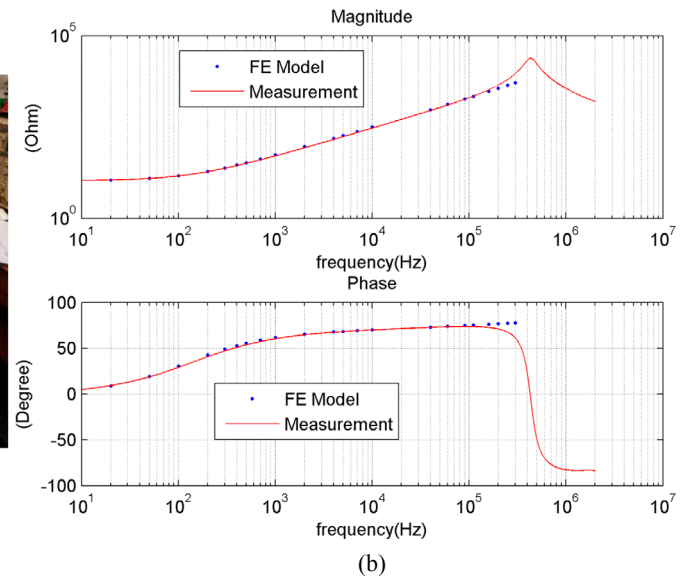 Magnitude
10^5
(Ohm)
10^0
FE Model
Measurement
10^1 10^2 10^3 10^4 10^5 10^6 10^7
frequency(Hz)
Phase
100
50
0
-50
-100
(Degree)
FE Model
Measurement
10^1 10^2 10^3 10^4 10^5 10^6 10^7
frequency(Hz)
(b)